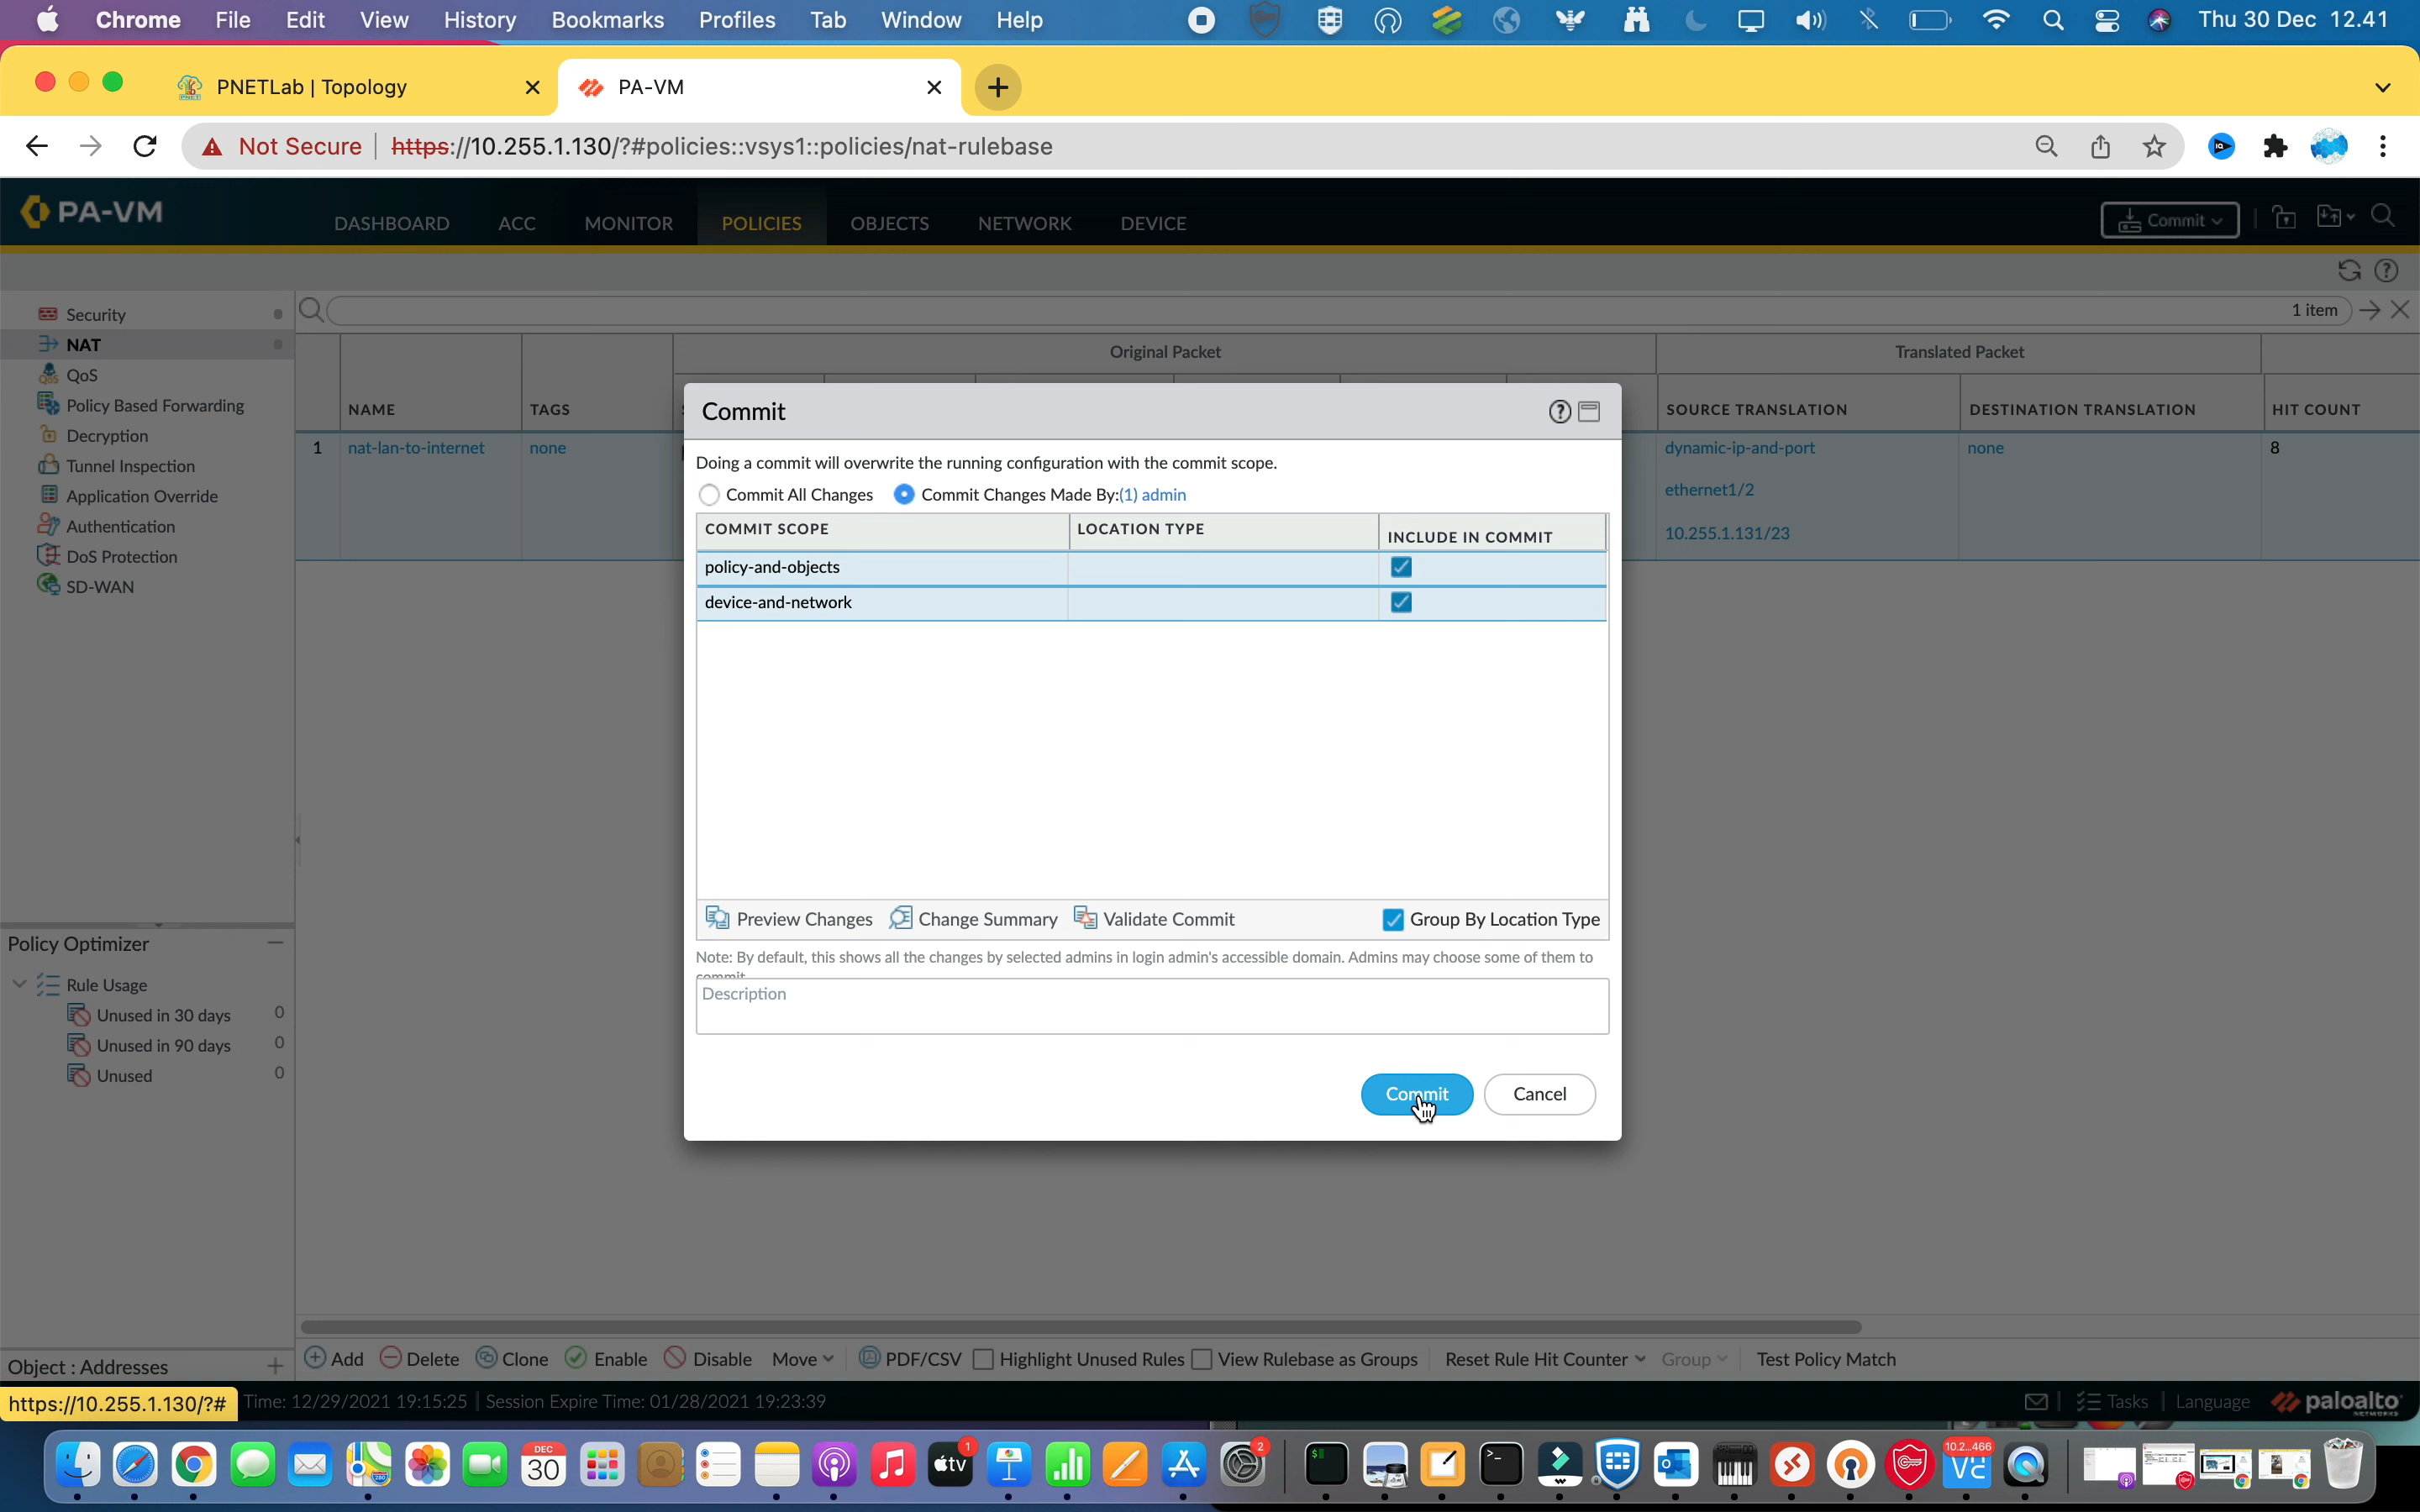 Chrome File Edit View History Bookmarks Profiles Tab Window Help Thu 30 Dec 12.41
PNETLab | Topology PA-VM
Not Secure https://10.255.1.130/?#policies::vsys1::policies/nat-rulebase
PA-VM DASHBOARD ACC MONITOR POLICIES OBJECTS NETWORK DEVICE Commit
Security
NAT
QoS
Policy Based Forwarding
Decryption
Tunnel Inspection
Application Override
Authentication
DoS Protection
SD-WAN
1 item
Original Packet Translated Packet
NAME TAGS SOURCE TRANSLATION DESTINATION TRANSLATION HIT COUNT
1 nat-lan-to-internet none dynamic-ip-and-port none 8
ethernet1/2
10.255.1.131/23
Commit
Doing a commit will overwrite the running configuration with the commit scope.
Commit All Changes Commit Changes Made By:(1) admin
COMMIT SCOPE LOCATION TYPE INCLUDE IN COMMIT
policy-and-objects
device-and-network
Preview Changes Change Summary Validate Commit Group By Location Type
Note: By default, this shows all the changes by selected admins in login admin's accessible domain. Admins may choose some of them to
commit
Description
Commit Cancel
Policy Optimizer
Rule Usage
Unused in 30 days 0
Unused in 90 days 0
Unused 0
Object : Addresses
Add Delete Clone Enable Disable Move PDF/CSV Highlight Unused Rules View Rulebase as Groups Reset Rule Hit Counter Group Test Policy Match
https://10.255.1.130/?# Time: 12/29/2021 19:15:25 Session Expire Time: 01/28/2021 19:23:39 Tasks Language paloalto
NETWORKS
DEC
30
tv
1
2
10.2...466